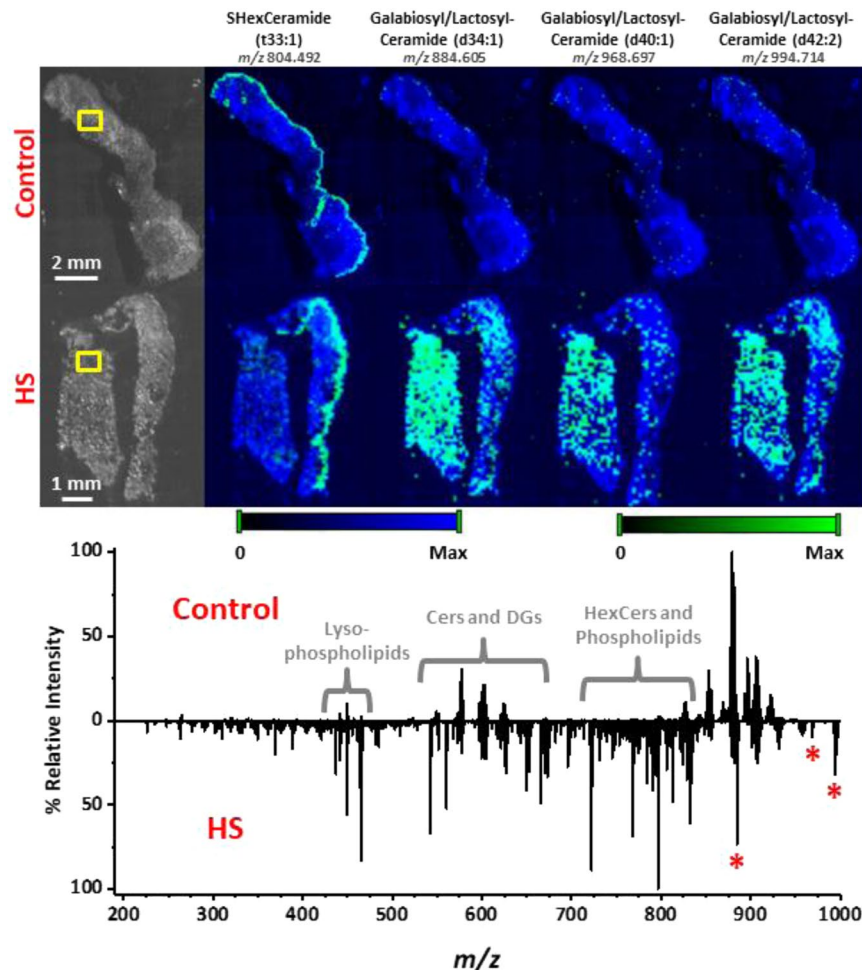 SHexCeramide
(t33:1)
m/z 804.492
Galabiosyl/Lactosyl-
Ceramide (d34:1)
m/z 884.605
Galabiosyl/Lactosyl-
Ceramide (d40:1)
m/z 968.697
Galabiosyl/Lactosyl-
Ceramide (d42:2)
m/z 994.714
Control
2 mm
HS
1 mm
0 Max
0 Max
100
50
0
50
100
% Relative Intensity
Control
Lyso-
phospholipids
Cers and DGs
HexCers and
Phospholipids
HS
*
*
*
200 300 400 500 600 700 800 900 1000
m/z